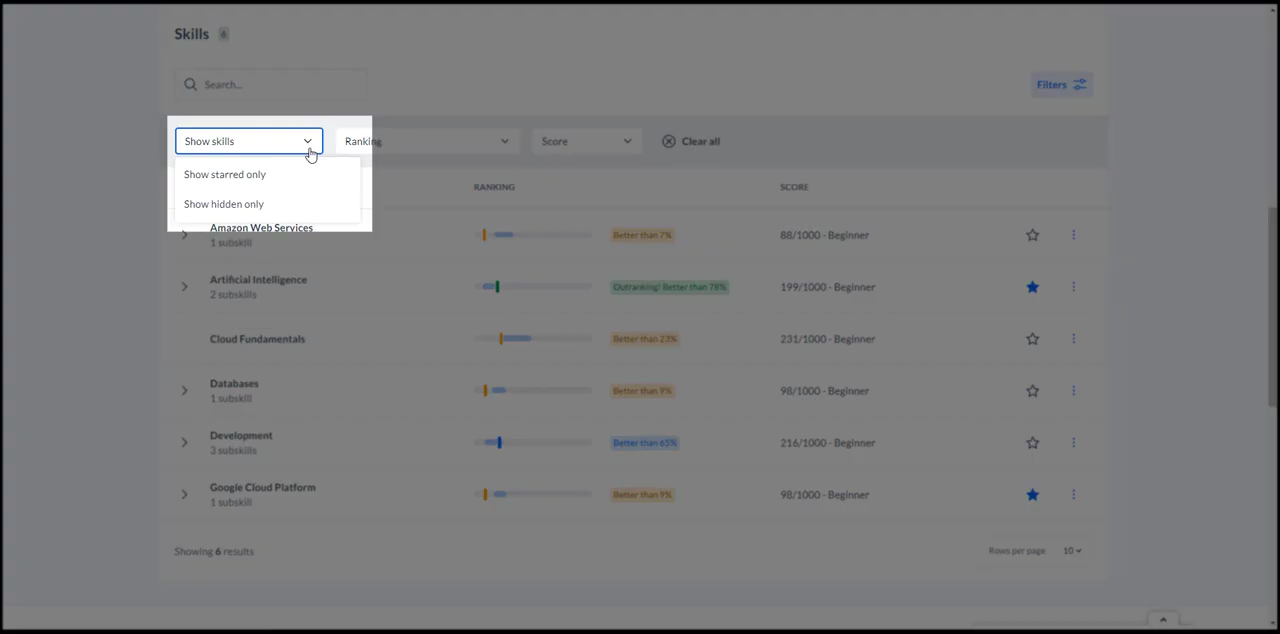 Skills 6
Search...
Filters
Show skills
Ranking
Score
Clear all
Show starred only
Show hidden only
RANKING
SCORE
Amazon Web Services
1 subskill
Better than 7%
88/1000 - Beginner
Artificial Intelligence
2 subskills
Outranking! Better than 78%
199/1000 - Beginner
Cloud Fundamentals
Better than 23%
231/1000 - Beginner
Databases
1 subskill
Better than 9%
98/1000 - Beginner
Development
3 subskills
Better than 65%
216/1000 - Beginner
Google Cloud Platform
1 subskill
Better than 9%
98/1000 - Beginner
Showing 6 results
Rows per page
10